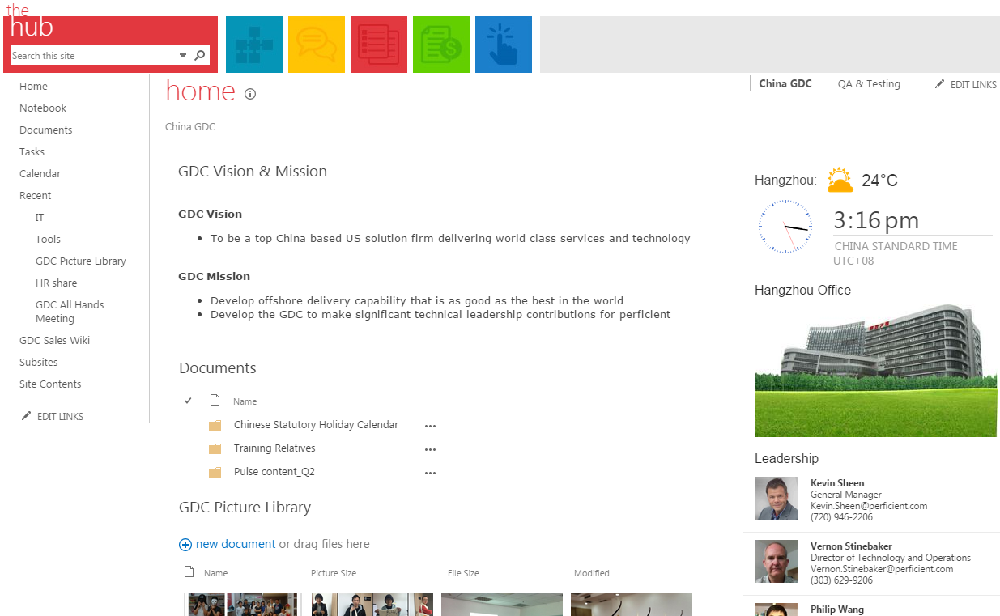 the
hub
Search this site
Home
Notebook
Documents
Tasks
Calendar
Recent
IT
Tools
GDC Picture Library
HR share
GDC All Hands
Meeting
GDC Sales Wiki
Subsites
Site Contents
EDIT LINKS
home
China GDC
GDC Vision & Mission
GDC Vision
• To be a top China based US solution firm delivering world class services and technology
GDC Mission
• Develop offshore delivery capability that is as good as the best in the world
• Develop the GDC to make significant technical leadership contributions for perficient
Documents
Name
Chinese Statutory Holiday Calendar ...
Training Relatives ...
Pulse content_Q2 ...
GDC Picture Library
new document or drag files here
Name Picture Size File Size Modified
China GDC QA & Testing EDIT LINKS
Hangzhou: 24°C
3:16 pm
CHINA STANDARD TIME
UTC+08
Hangzhou Office
Leadership
Kevin Sheen
General Manager
Kevin.Sheen@perficient.com
(720) 946-2206
Vernon Stinebaker
Director of Technology and Operations
Vernon.Stinebaker@perficient.com
(303) 629-9206
Philip Wang